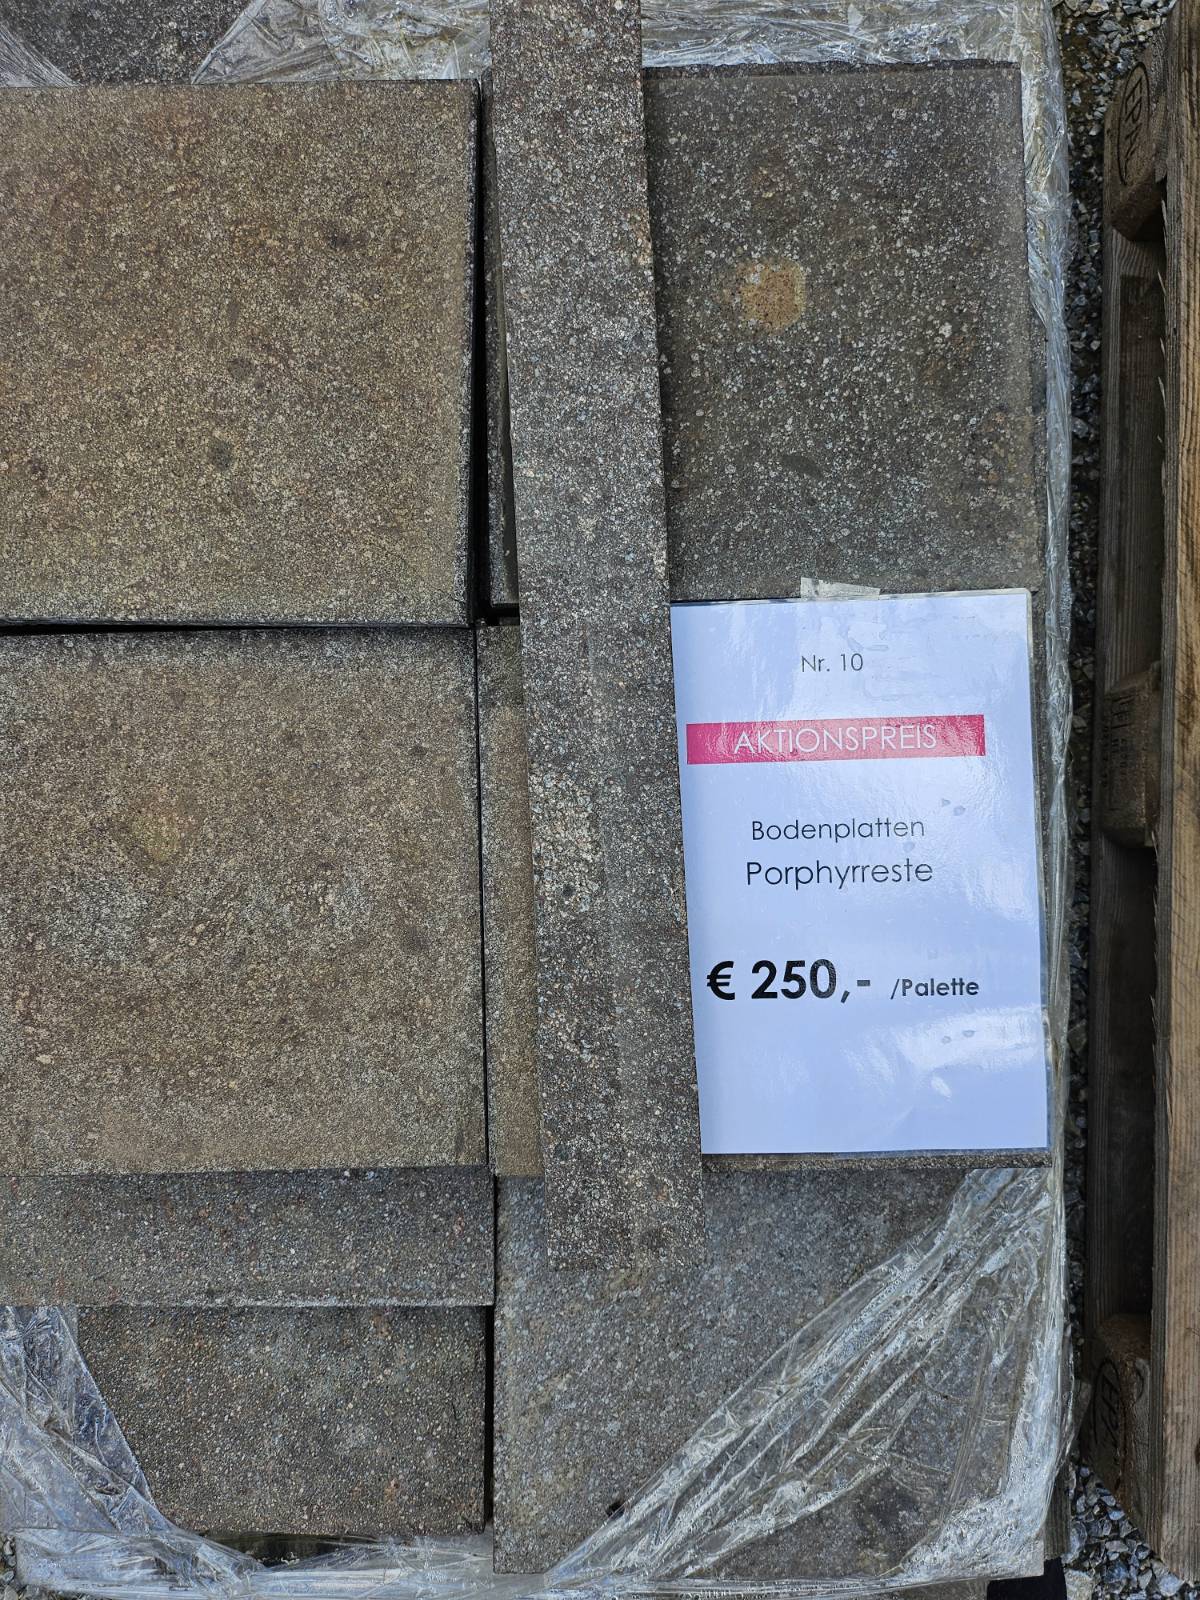 Nr. 10
AKTIONSPREIS
Bodenplatten
Porphyrreste
€ 250,- /Palette